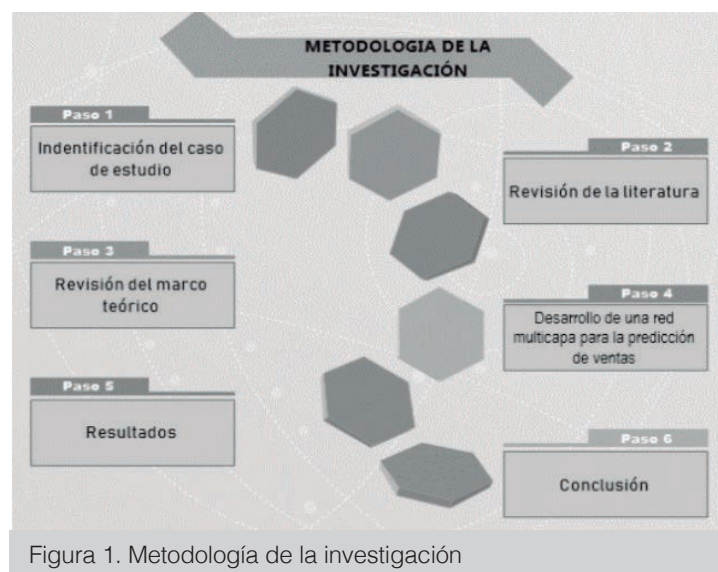 METODOLOGIA DE LA
INVESTIGACIÓN
Paso 1
Indentificación del caso
de estudio
Paso 2
Revisión de la literatura
Paso 3
Revisión del marco
teórico
Paso 4
Desarrollo de una red
multicapa para la predicción
de ventas
Paso 5
Resultados
Paso 6
Conclusión
Figura 1. Metodología de la investigación